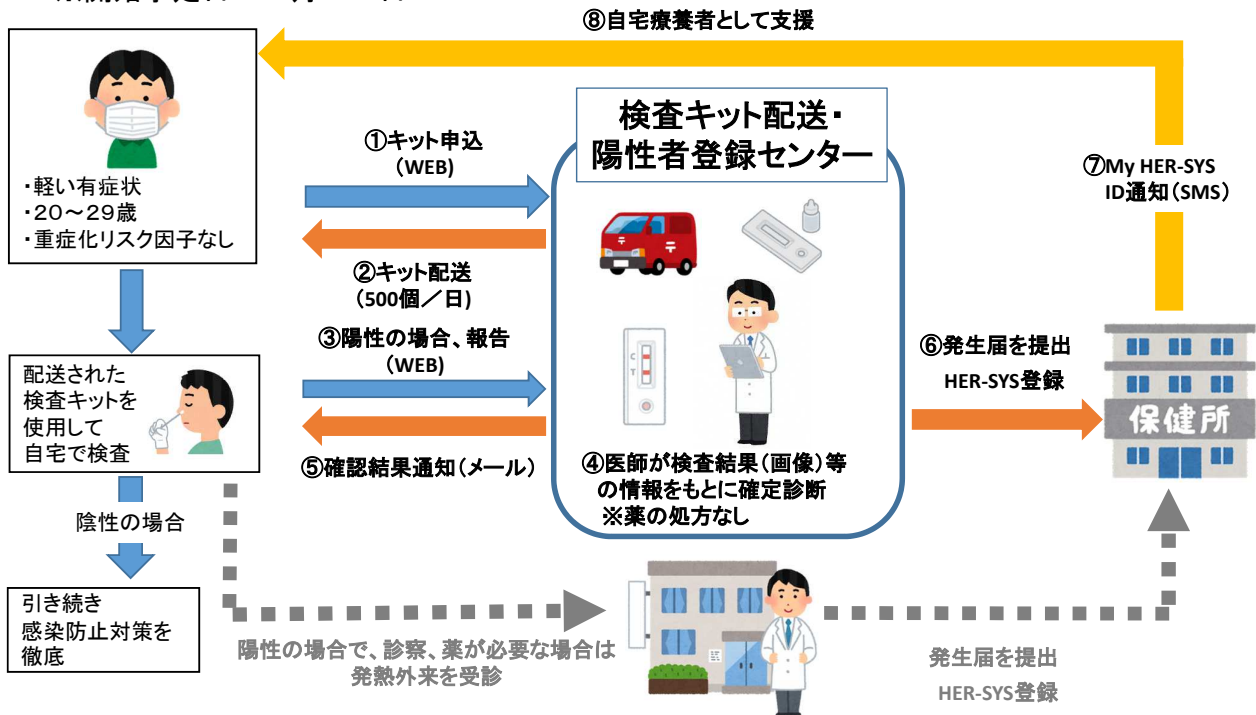 ⑧自宅療養者として支援
検査キット配送・
陽性者登録センター
・軽い有症状
・20～29歳
・重症化リスク因子なし
①キット申込
(WEB)
②キット配送
(500個／日)
③陽性の場合、報告
(WEB)
⑤確認結果通知(メール)
C
T
④医師が検査結果(画像)等
の情報をもとに確定診断
※薬の処方なし
⑥発生届を提出
HER-SYS登録
⑦My HER-SYS
ID通知(SMS)
保健所
配送された
検査キットを
使用して
自宅で検査
陰性の場合
引き続き
感染防止対策を
徹底
陽性の場合で、診察、薬が必要な場合は
発熱外来を受診
発生届を提出
HER-SYS登録